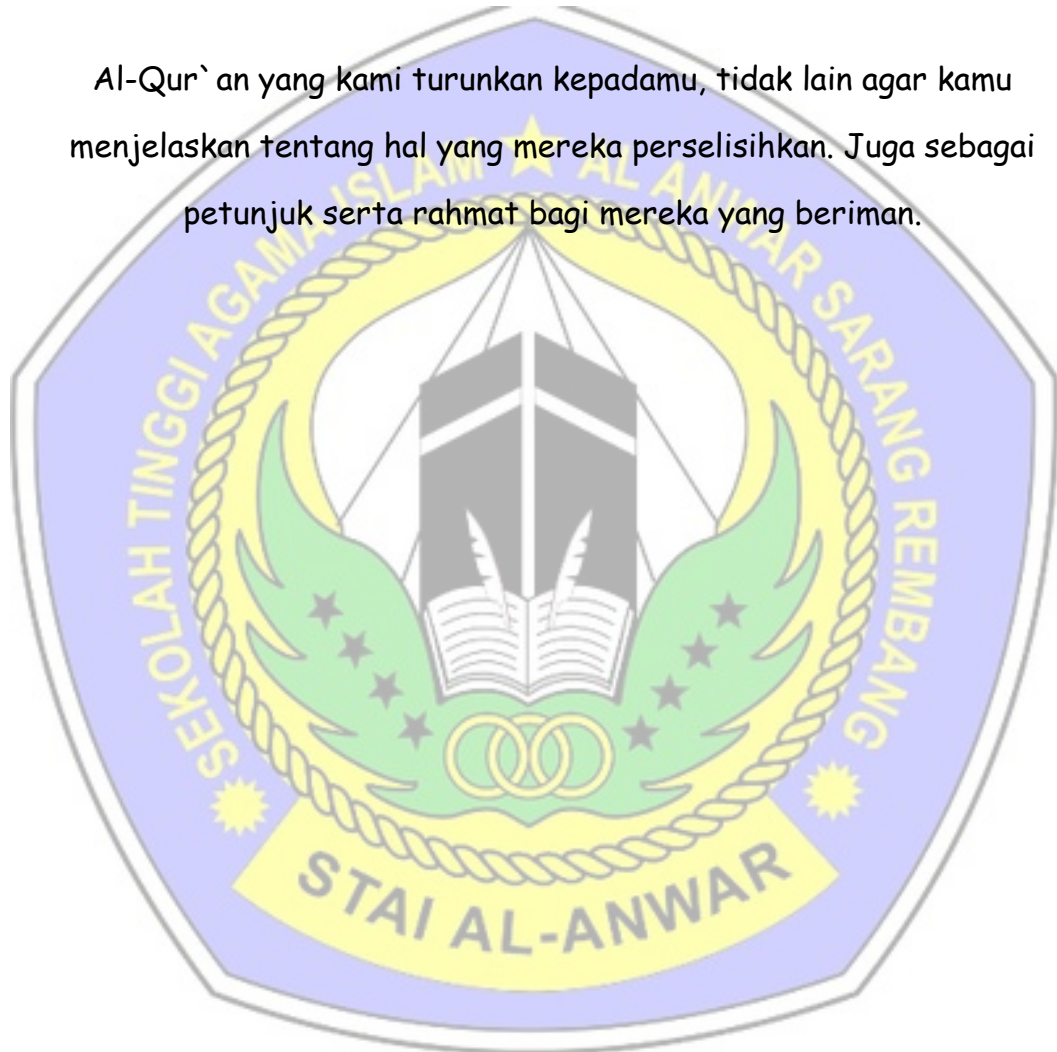 Al-Qur`an yang kami turunkan kepadamu, tidak lain agar kamu
menjelaskan tentang hal yang mereka perselisihkan. Juga sebagai
petunjuk serta rahmat bagi mereka yang beriman.
SEKOLAH TINGGI AGAMA ISLAM ★ AL ANWAR SARANG REMBANG
STAI AL-ANWAR